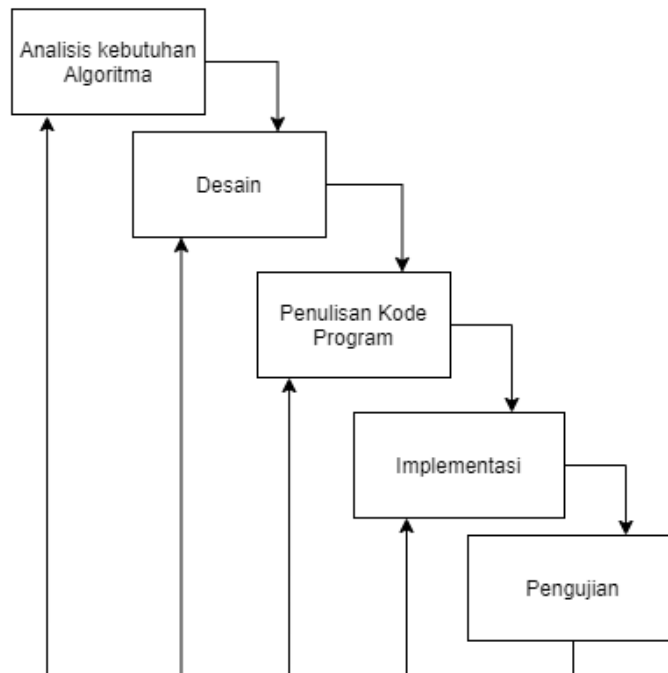 Analisis kebutuhan
Algoritma
Desain
Penulisan Kode
Program
Implementasi
Pengujian